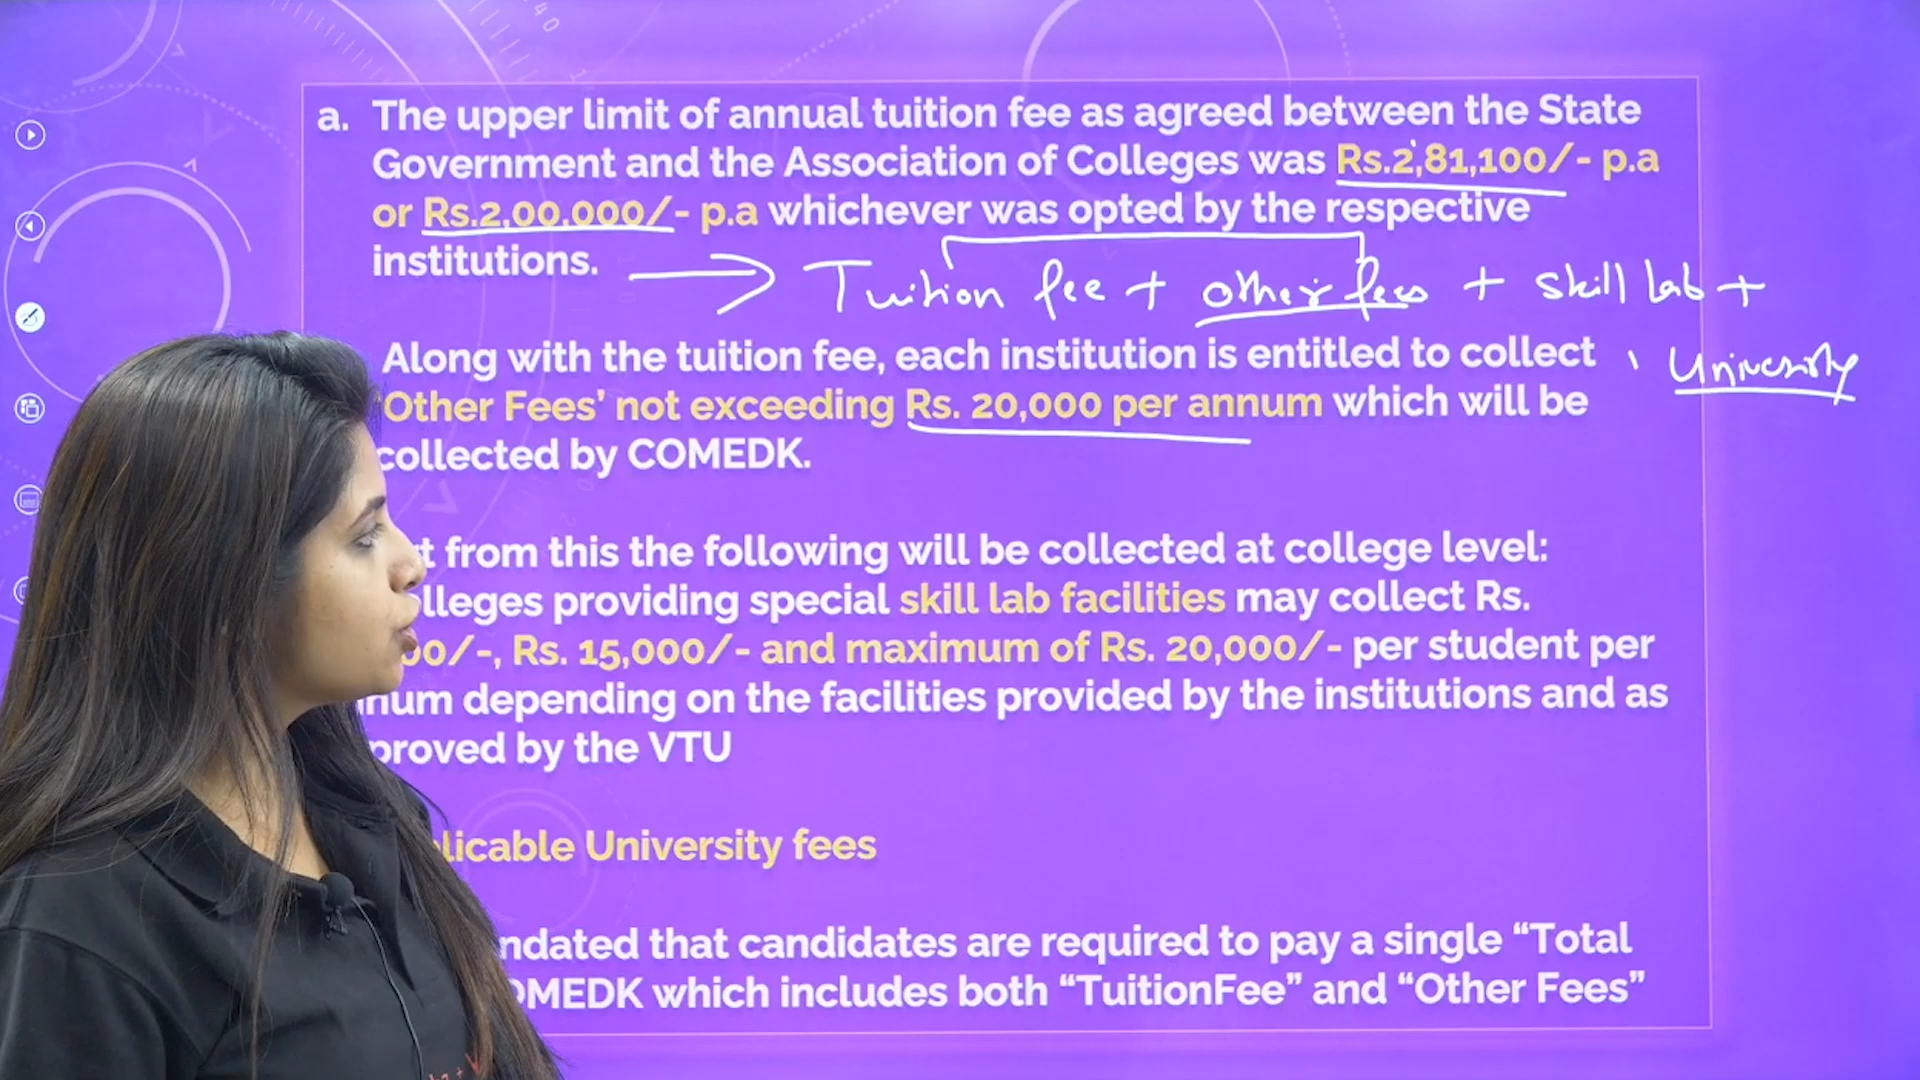 a. The upper limit of annual tuition fee as agreed between the State
Government and the Association of Colleges was Rs.2,81,100/- p.a
or Rs.2,00.000/- p.a whichever was opted by the respective
institutions.
→ Tuition fee + other fees + skill lab +
University
Along with the tuition fee, each institution is entitled to collect
'Other Fees' not exceeding Rs. 20,000 per annum which will be
collected by COMEDK.
from this the following will be collected at college level:
lleges providing special skill lab facilities may collect Rs.
00/-, Rs. 15,000/- and maximum of Rs. 20,000/- per student per
num depending on the facilities provided by the institutions and as
proved by the VTU
licable University fees
ndated that candidates are required to pay a single “Total
OMEDK which includes both “TuitionFee” and “Other Fees”